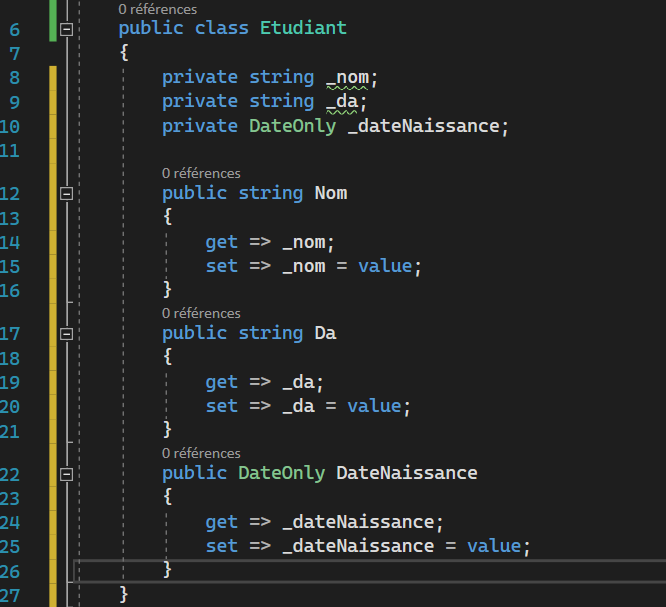 0 références
6 public class Etudiant
7 {
8 private string _nom;
9 private string _da;
10 private DateOnly _dateNaissance;
11
0 références
12 public string Nom
13 {
14 get => _nom;
15 set => _nom = value;
16 }
0 références
17 public string Da
18 {
19 get => _da;
20 set => _da = value;
21 }
0 références
22 public DateOnly DateNaissance
23 {
24 get => _dateNaissance;
25 set => _dateNaissance = value;
26 }
27 }